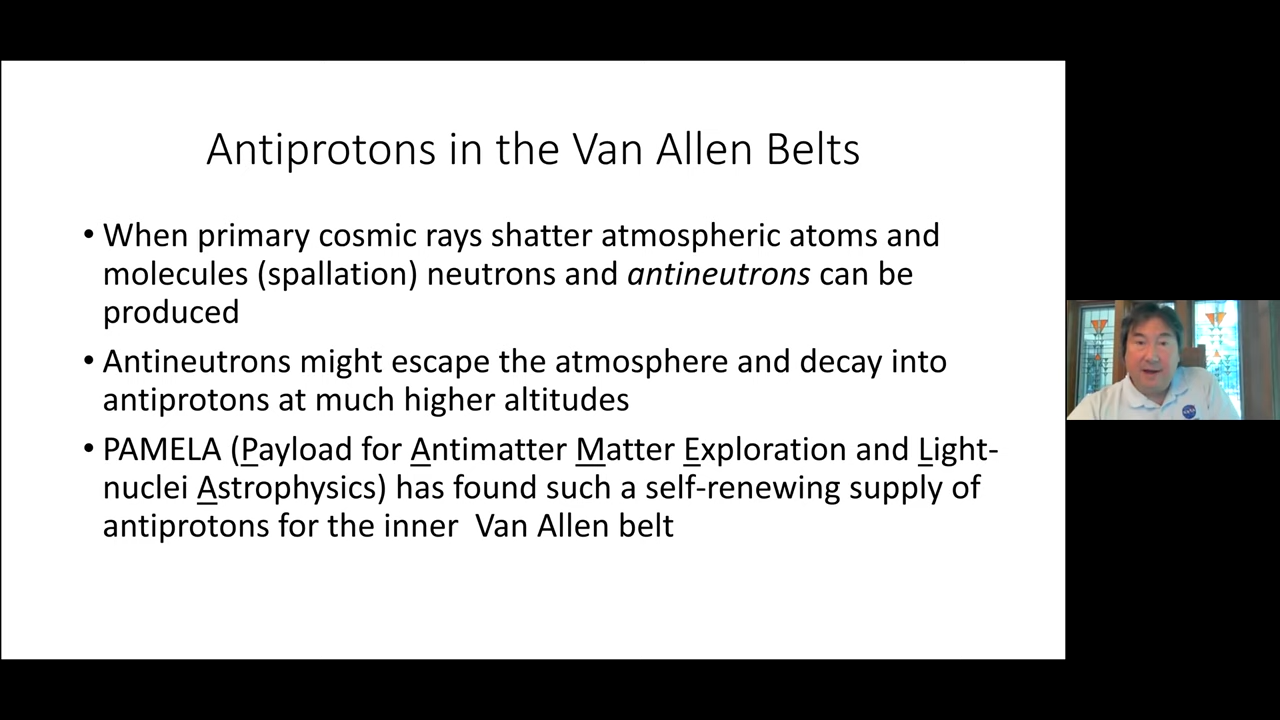 Antiprotons in the Van Allen Belts
• When primary cosmic rays shatter atmospheric atoms and
molecules (spallation) neutrons and antineutrons can be
produced
• Antineutrons might escape the atmosphere and decay into
antiprotons at much higher altitudes
• PAMELA (Payload for Antimatter Matter Exploration and Light-
nuclei Astrophysics) has found such a self-renewing supply of
antiprotons for the inner  Van Allen belt
NASA